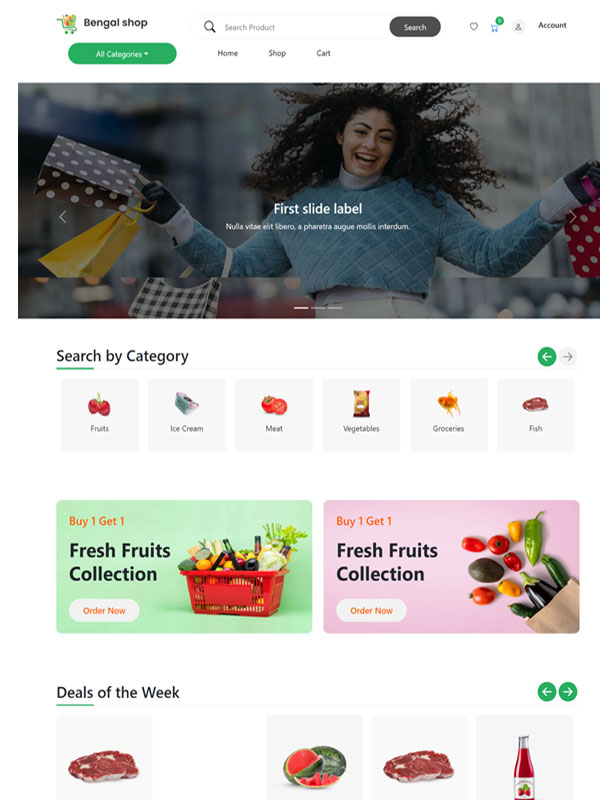 Bengal shop
Search Product
Search
0
Account
All Categories
Home
Shop
Cart
First slide label
Nulla vitae elit libero, a pharetra augue mollis interdum.
Search by Category
Fruits
Ice Cream
Meat
Vegetables
Groceries
Fish
Buy 1 Get 1
Fresh Fruits
Collection
Order Now
Buy 1 Get 1
Fresh Fruits
Collection
Order Now
Deals of the Week